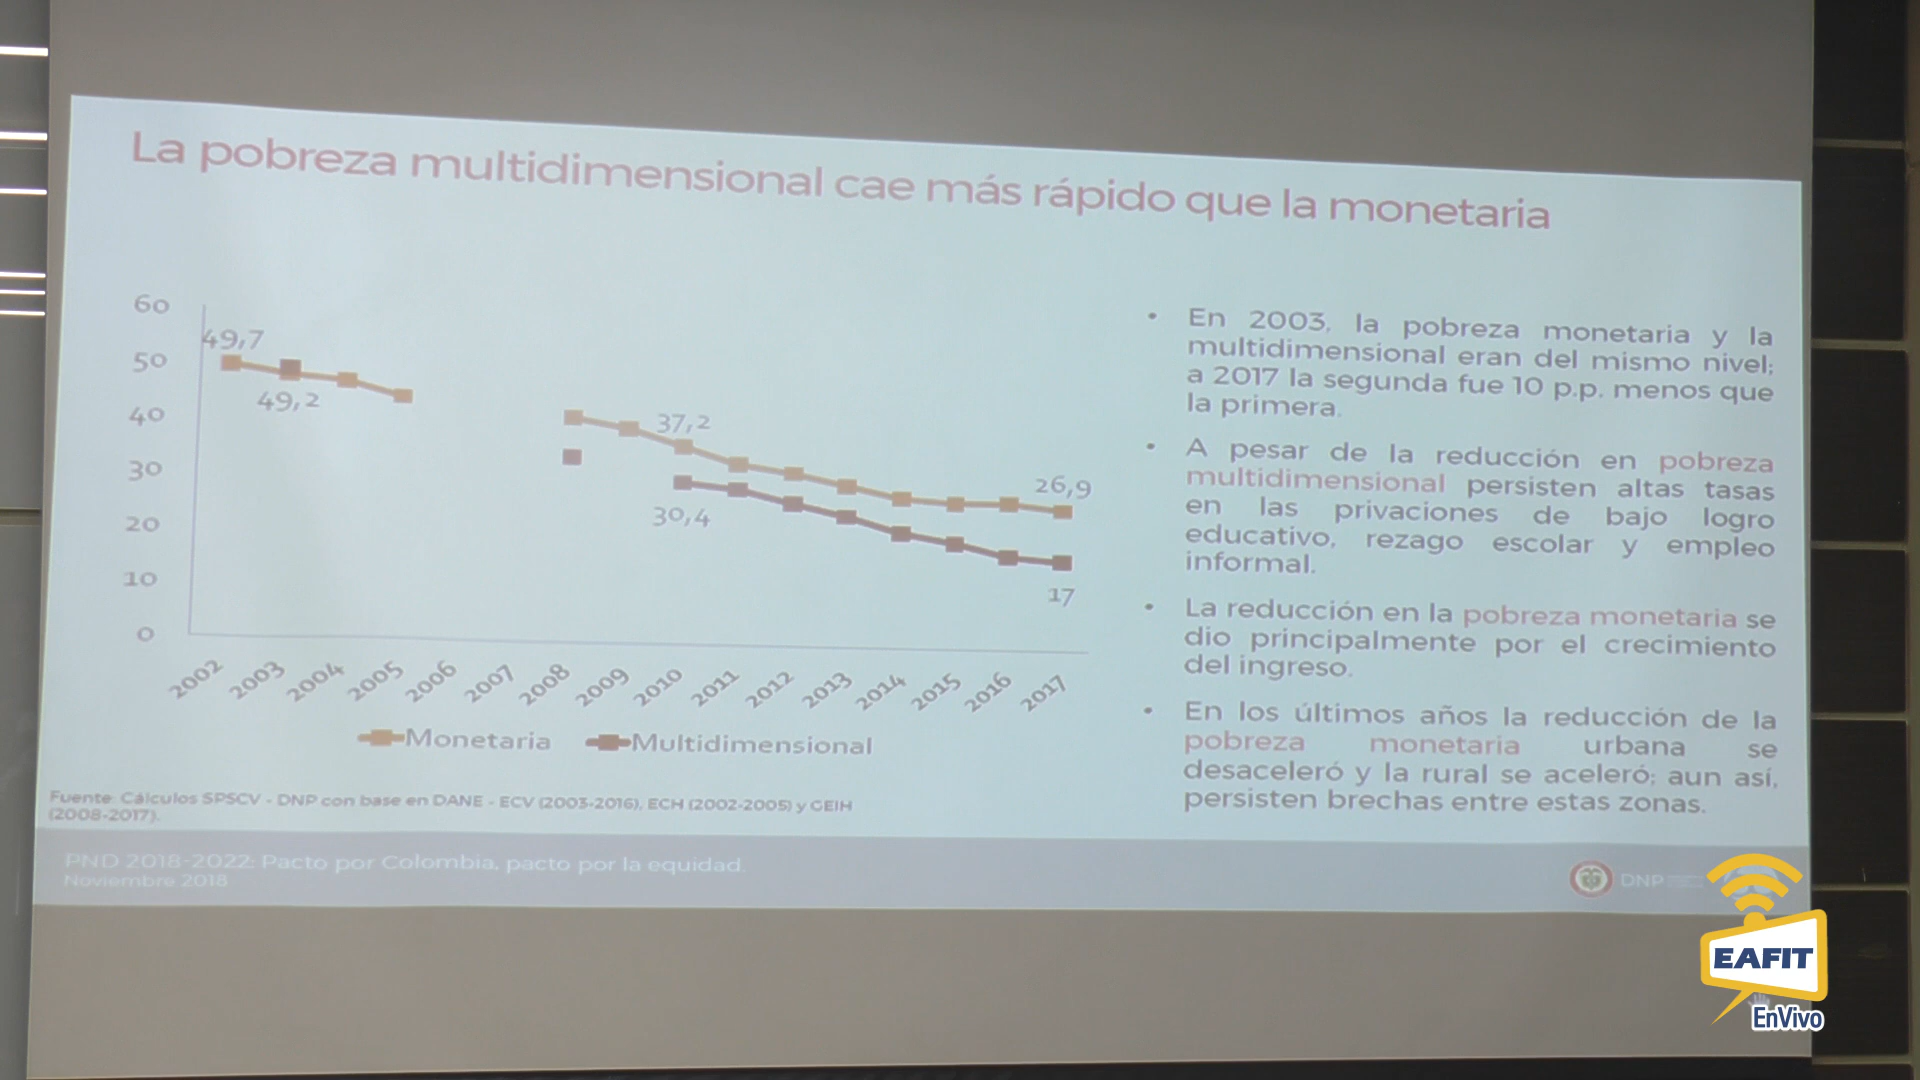 La pobreza multidimensional cae más rápido que la monetaria
60
50
40
30
20
10
0
49,7
49,2
37,2
30,4
26,9
17
2002
2003
2004
2005
2006
2007
2008
2009
2010
2011
2012
2013
2014
2015
2016
2017
Monetaria
Multidimensional
• En 2003, la pobreza monetaria y la
multidimensional eran del mismo nivel;
a 2017 la segunda fue 10 p.p. menos que
la primera.
• A pesar de la reducción en pobreza
multidimensional persisten altas tasas
en las privaciones de bajo logro
educativo, rezago escolar y empleo
informal.
• La reducción en la pobreza monetaria se
dio principalmente por el crecimiento
del ingreso.
• En los últimos años la reducción de la
pobreza monetaria urbana se
desaceleró y la rural se aceleró; aun así,
persisten brechas entre estas zonas.
Fuente: Cálculos SPSCV - DNP con base en DANE - ECV (2003-2016), ECH (2002-2005) y GEIH
(2008-2017).
PND 2018-2022: Pacto por Colombia, pacto por la equidad.
Noviembre 2018
DNP
EAFIT
EnVivo